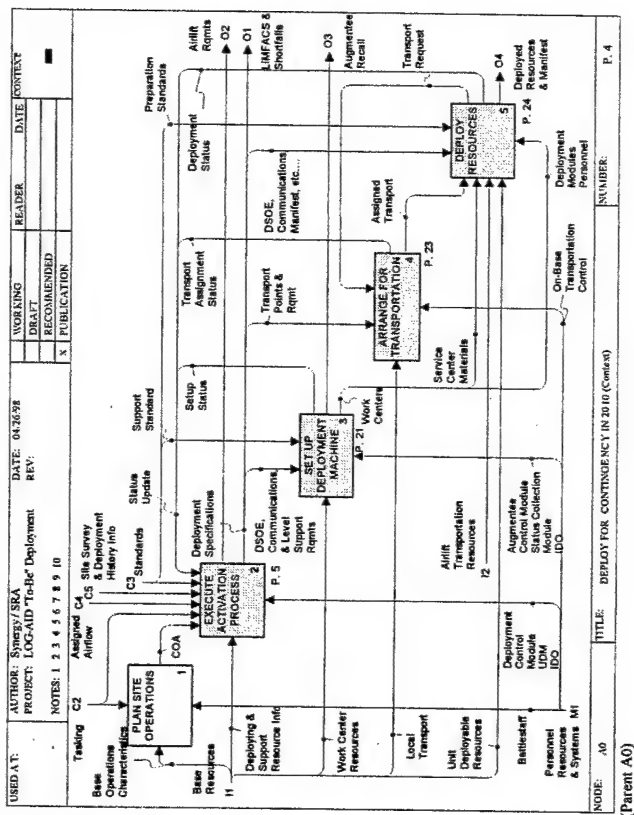 USED AT:
AUTHOR: Synergy/ SRA
PROJECT: LOG-AID "To-Be" Deployment
NOTES: 1 2 3 4 5 6 7 8 9 10
DATE: 04/26/98
REV:
WORKING
DRAFT
RECOMMENDED
x PUBLICATION
READER
DATE
CONTEXT
Tasking
C2
Assigned
Airflow
C4
C5
Site Survey
& Deployment
History Info
C3
Standards
Status
Update
Support
Standard
Setup
Status
Transport
Assignment
Status
Deployment
Status
Preparation
Standards
Airlift
Rqmts
O2
O1
LIMFACS &
Shortfalls
O3
Augmentee
Recall
Transport
Request
O4
Deployed
Resources
& Manifest
Base
Operations
Characteristics
PLAN SITE
OPERATIONS
1
COA
Base
Resources
I1
EXECUTE
ACTIVATION
PROCESS
2
P. 5
Deployment
Specifications
DSOE,
Communications,
& Level
Support
Rqmts
SET UP
DEPLOYMENT
MACHINE
3
P. 21
Transport
Points &
Rqmt
DSOE,
Communications,
Manifest, etc....
ARRANGE FOR
TRANSPORTATION
4
P. 23
Assigned
Transport
DEPLOY
RESOURCES
5
P. 24
Deploying &
Support
Resource Info
Work Center
Resources
Local
Transport
Unit
Deployable
Resources
Work
Centers
Service
Center
Materials
Airlift
Transportation
Resources
I2
Battlestaff
Personnel
Resources
& Systems
M1
Deployment
Control
Module
UDM
IDO
Augmentee
Control Module
Status Collection
Module
IDO
On-Base
Transportation
Control
Deployment
Modules
Personnel
NODE: A0
TITLE: DEPLOY FOR CONTINGENCY IN 2010 (Context)
NUMBER:
P. 4
(Parent A0)